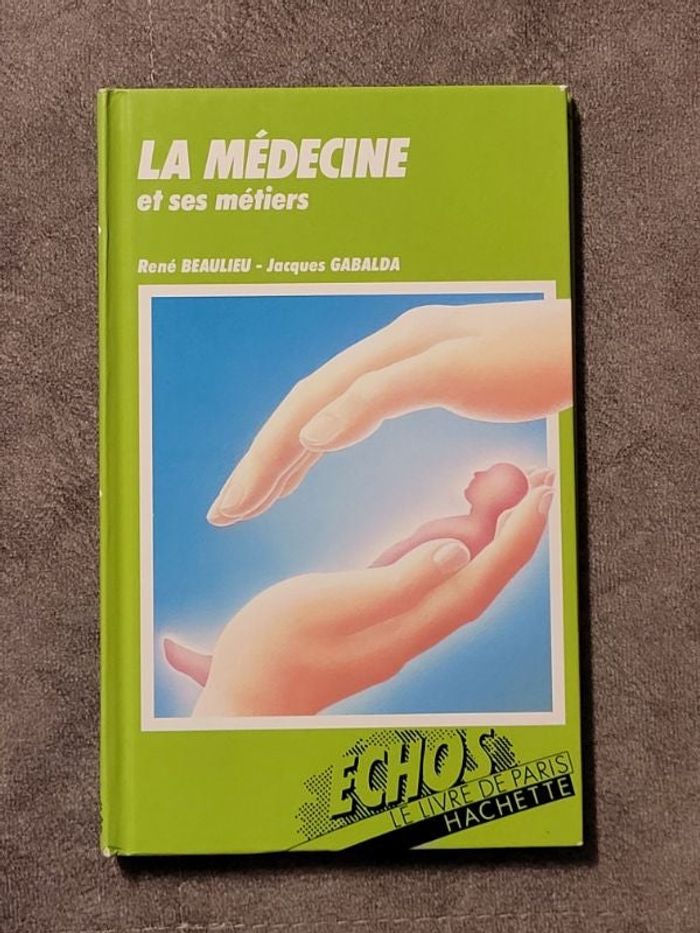 LA MÉDECINE
et ses métiers
René BEAULIEU - Jacques GABALDA
ECHOS
LE LIVRE DE PARIS
HACHETTE